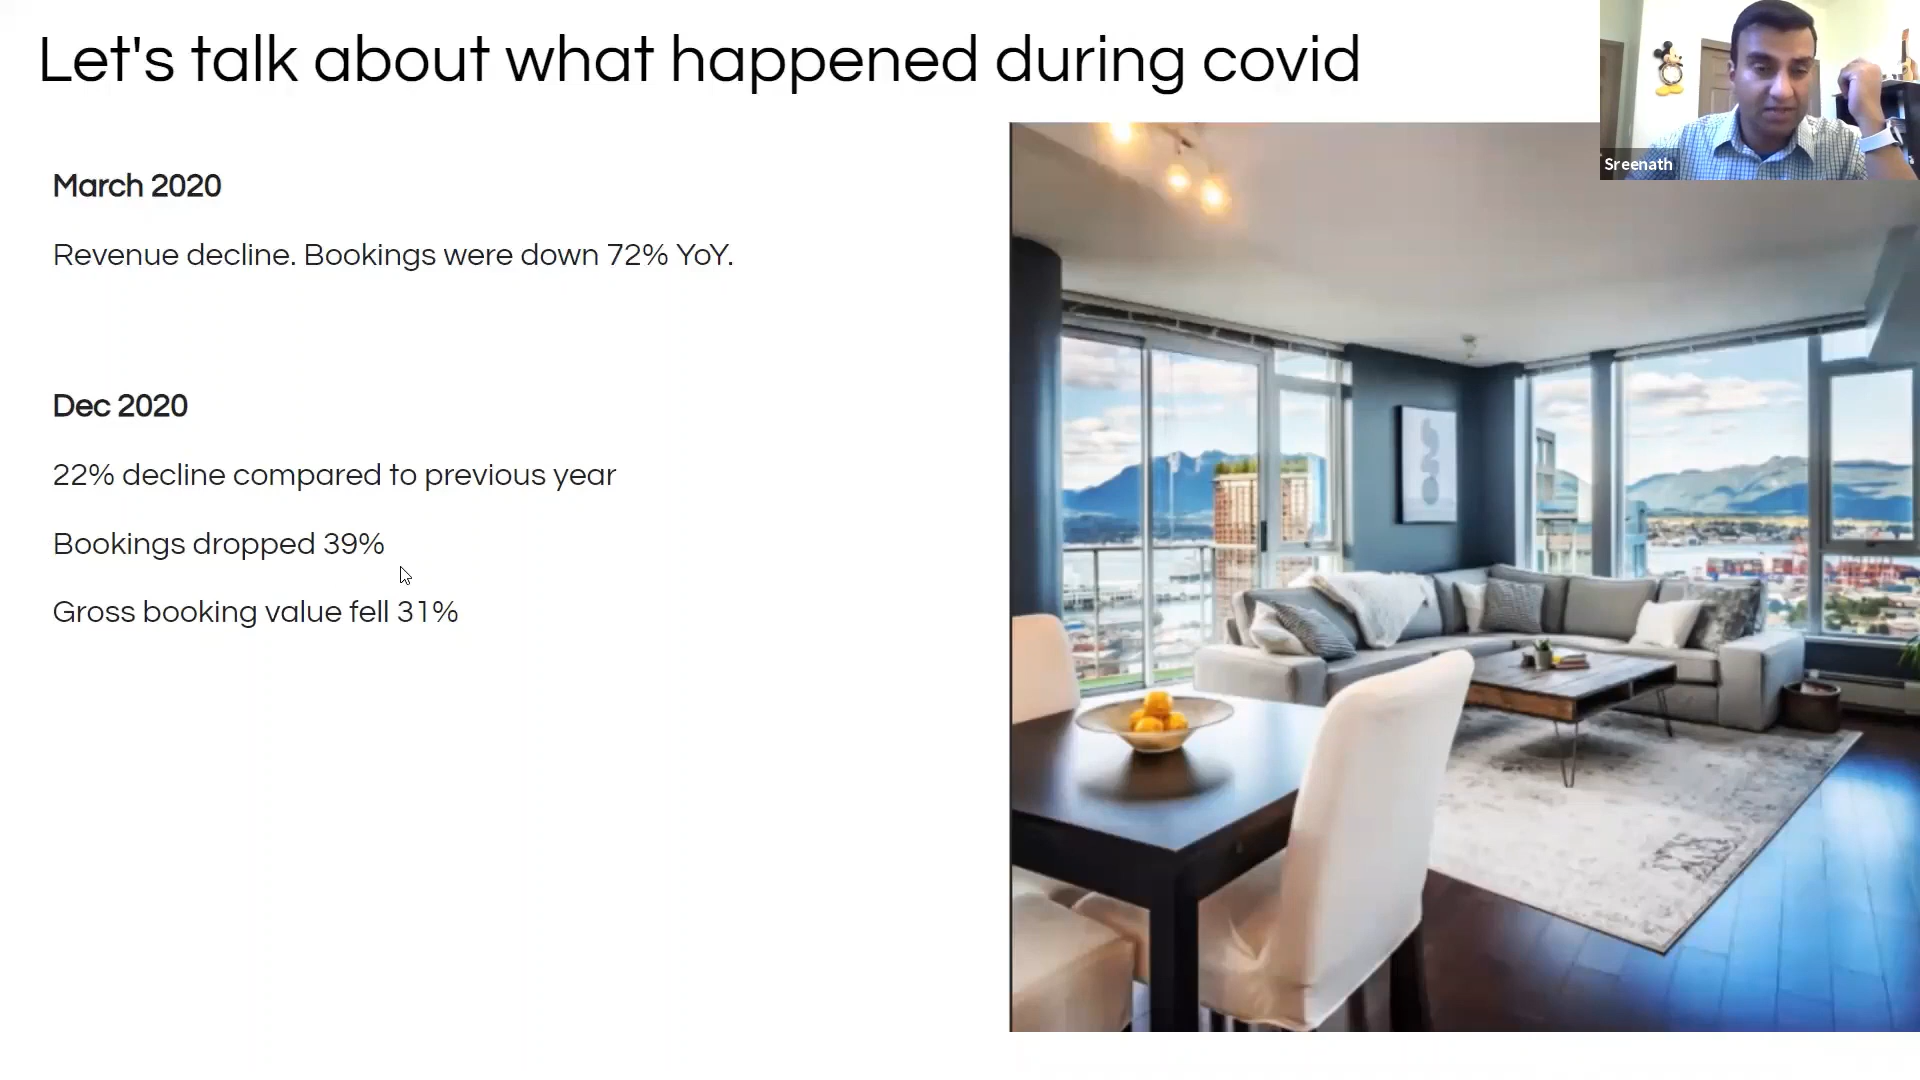 Let's talk about what happened during covid
Sreenath
March 2020
Revenue decline. Bookings were down 72% YoY.
Dec 2020
22% decline compared to previous year
Bookings dropped 39%
Gross booking value fell 31%